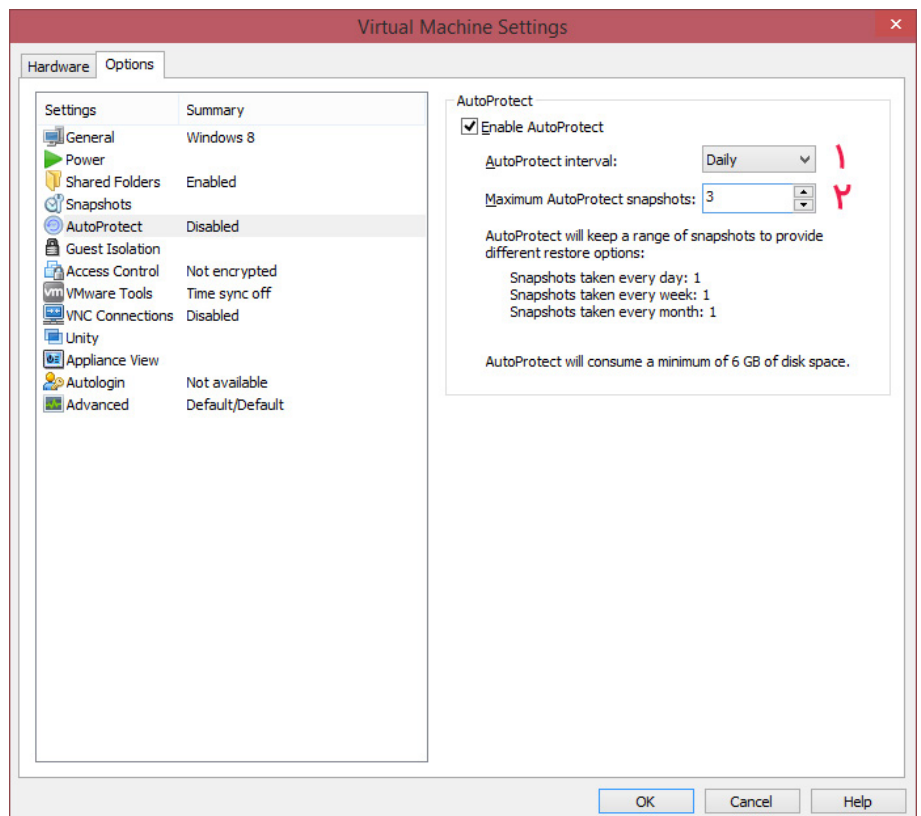 Virtual Machine Settings
Hardware Options
Settings Summary
General Windows 8
Power
Shared Folders Enabled
Snapshots
AutoProtect Disabled
Guest Isolation
Access Control Not encrypted
VMware Tools Time sync off
VNC Connections Disabled
Unity
Appliance View
Autologin Not available
Advanced Default/Default
AutoProtect
Enable AutoProtect
AutoProtect interval: Daily ۱
Maximum AutoProtect snapshots: 3 ۲
AutoProtect will keep a range of snapshots to provide
different restore options:
Snapshots taken every day: 1
Snapshots taken every week: 1
Snapshots taken every month: 1
AutoProtect will consume a minimum of 6 GB of disk space.
OK Cancel Help